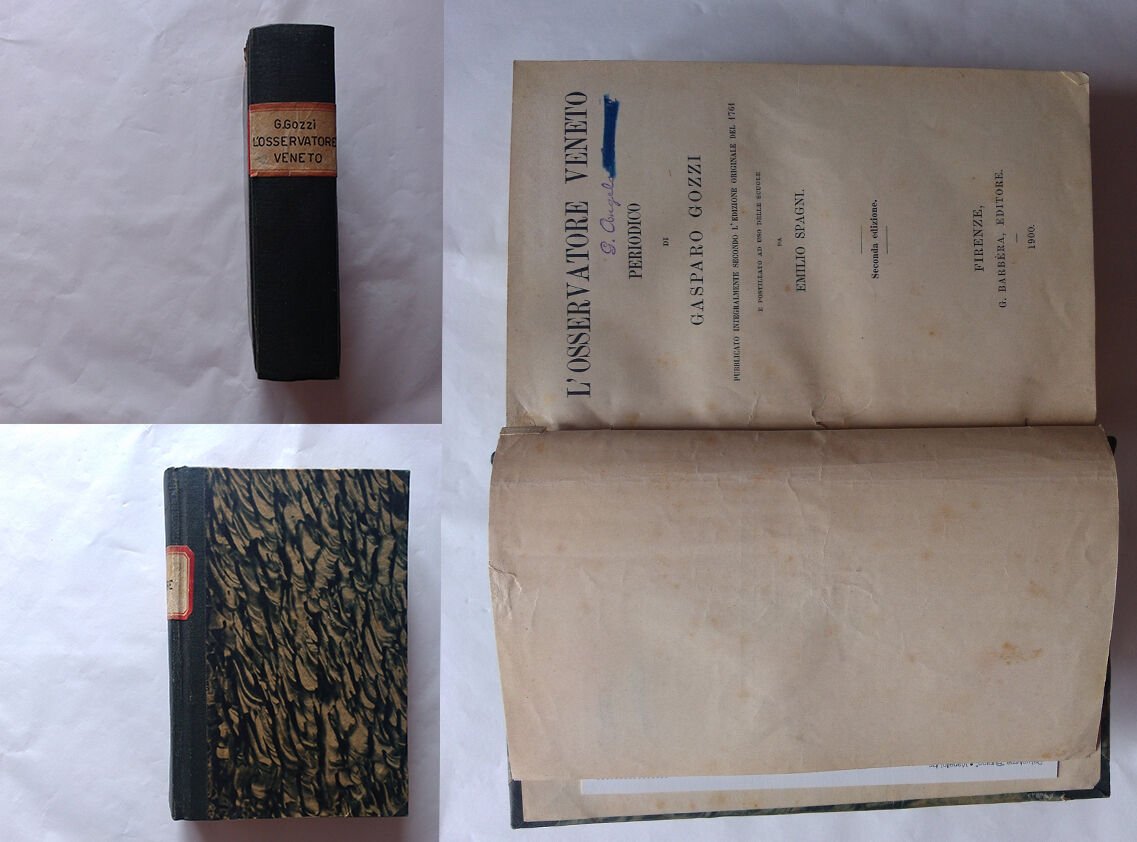 G.Gozzi
L'OSSERVATORE
VENETO
L'OSSERVATORE VENETO
G. Angelo
PERIODICO
DI
GASPARO GOZZI
PUBBLICATO INTEGRALMENTE SECONDO L'EDIZIONE ORIGINALE DEL 1761
E POSTILLATO AD USO DELLE SCUOLE
DA
EMILIO SPAGNI.
Seconda edizione.
FIRENZE,
G. BARBÈRA, EDITORE.
1900.